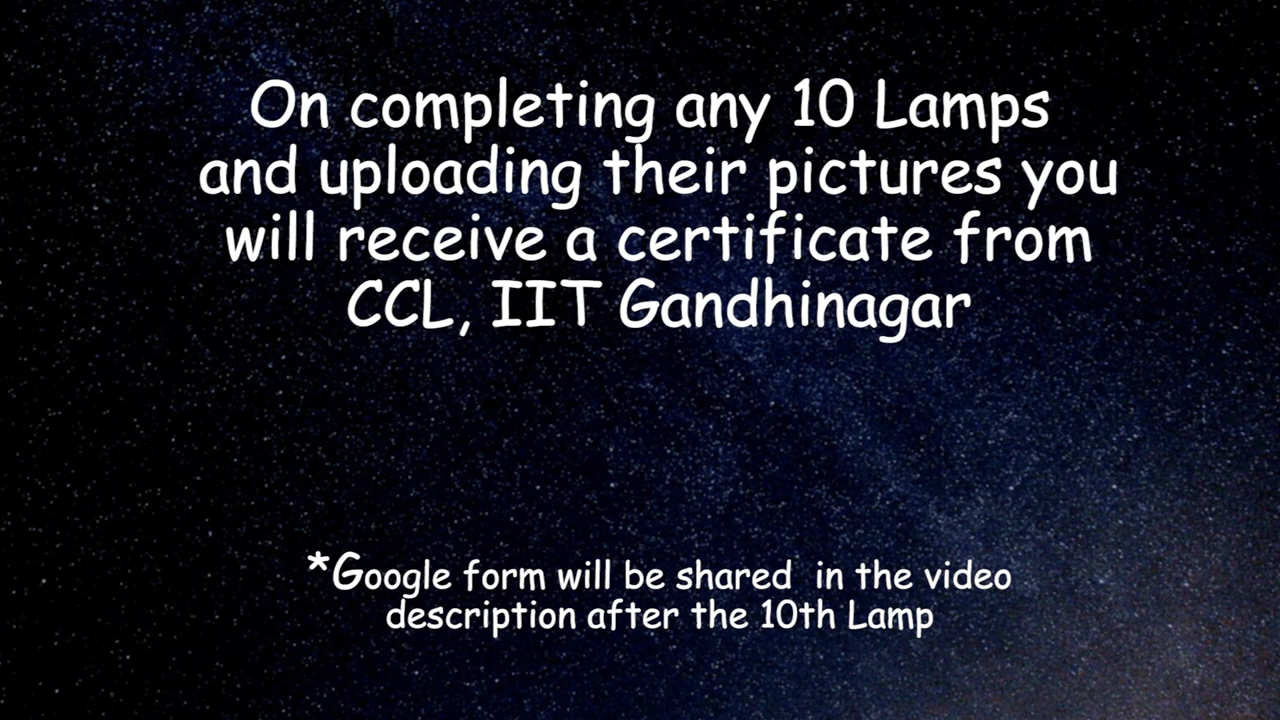 On completing any 10 Lamps
and uploading their pictures you
will receive a certificate from
CCL, IIT Gandhinagar
*Google form will be shared in the video
description after the 10th Lamp